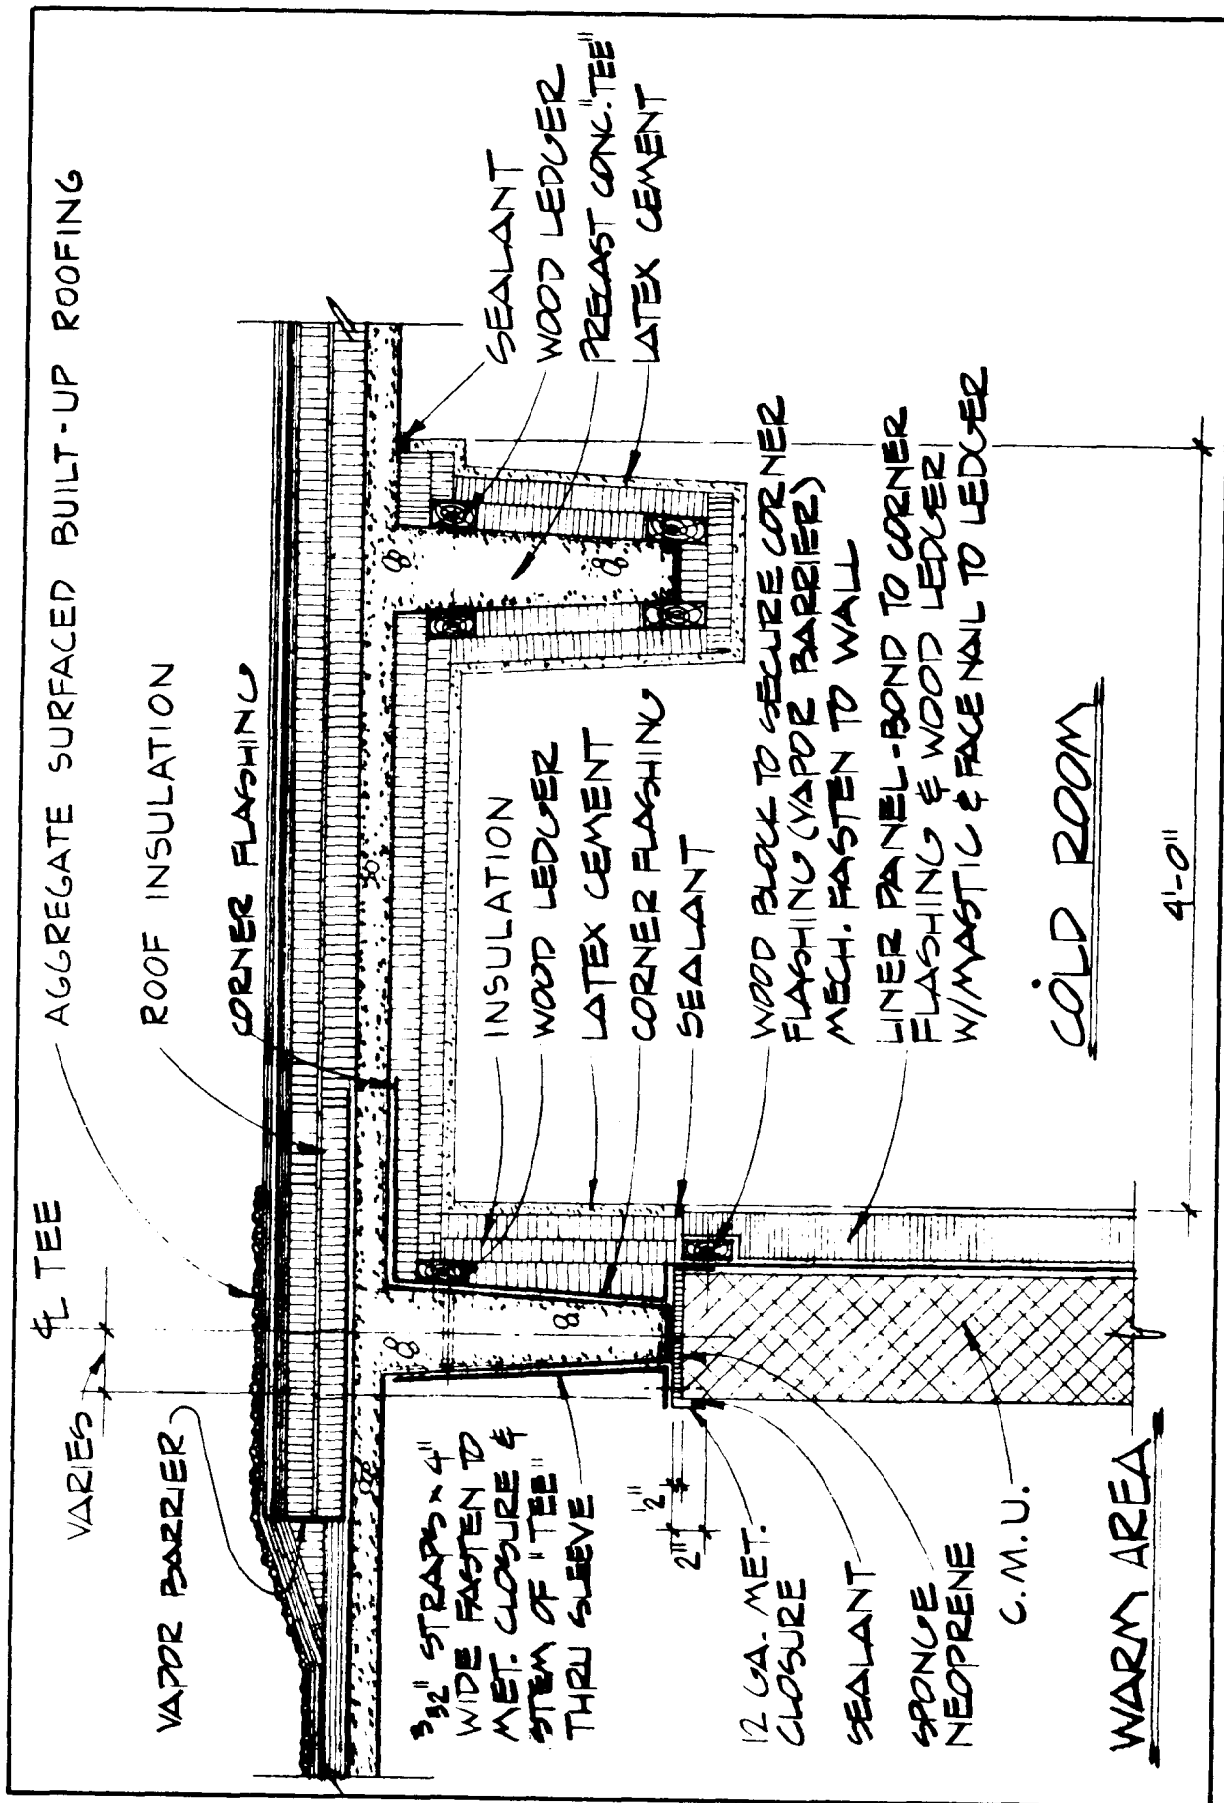 VARIES
℄ TEE
AGGREGATE SURFACED BUILT-UP ROOFING
VAPOR BARRIER
ROOF INSULATION
CORNER FLASHING
3/32" STRAPS x 4"
WIDE FASTEN TO
MET. CLOSURE &
STEM OF "TEE"
THRU SLEEVE
INSULATION
WOOD LEDGER
LATEX CEMENT
CORNER FLASHING
SEALANT
SEALANT
WOOD LEDGER
PRECAST CONC. "TEE"
LATEX CEMENT
1/2"
2"
12 GA. MET.
CLOSURE
SEALANT
SPONGE
NEOPRENE
C.M.U.
WOOD BLOCK TO SECURE CORNER
FLASHING (VAPOR BARRIER)
MECH. FASTEN TO WALL
LINER PANEL-BOND TO CORNER
FLASHING & WOOD LEDGER
W/MASTIC & FACE NAIL TO LEDGER
WARM AREA
COLD ROOM
4'-0"